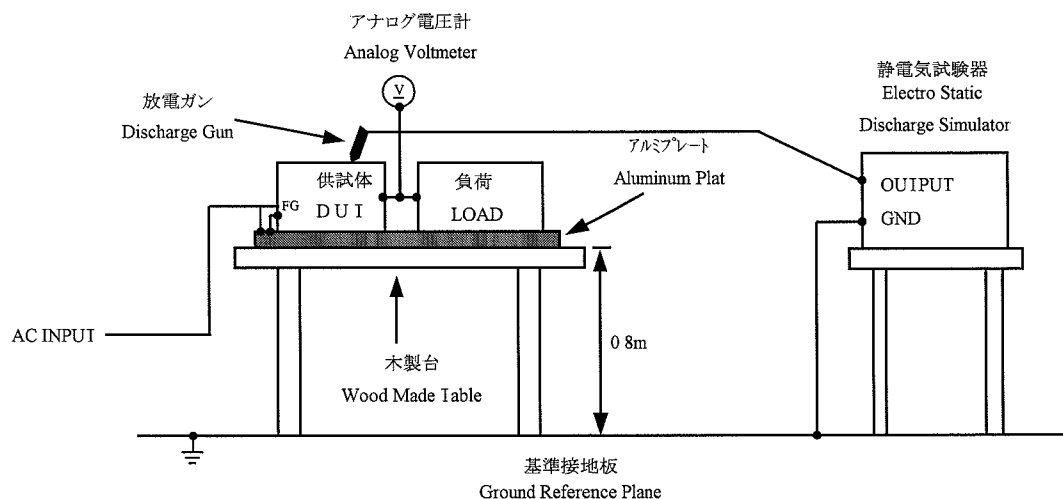 アナログ電圧計
Analog Voltmeter
V
放電ガン
Discharge Gun
静電気試験器
Electro Static
Discharge Simulator
アルミプレート
Aluminum Plat
供試体
DUI
FG
負荷
LOAD
OUIPUT
GND
AC INPUI
0 8m
木製台
Wood Made Iable
基準接地板
Ground Reference Plane